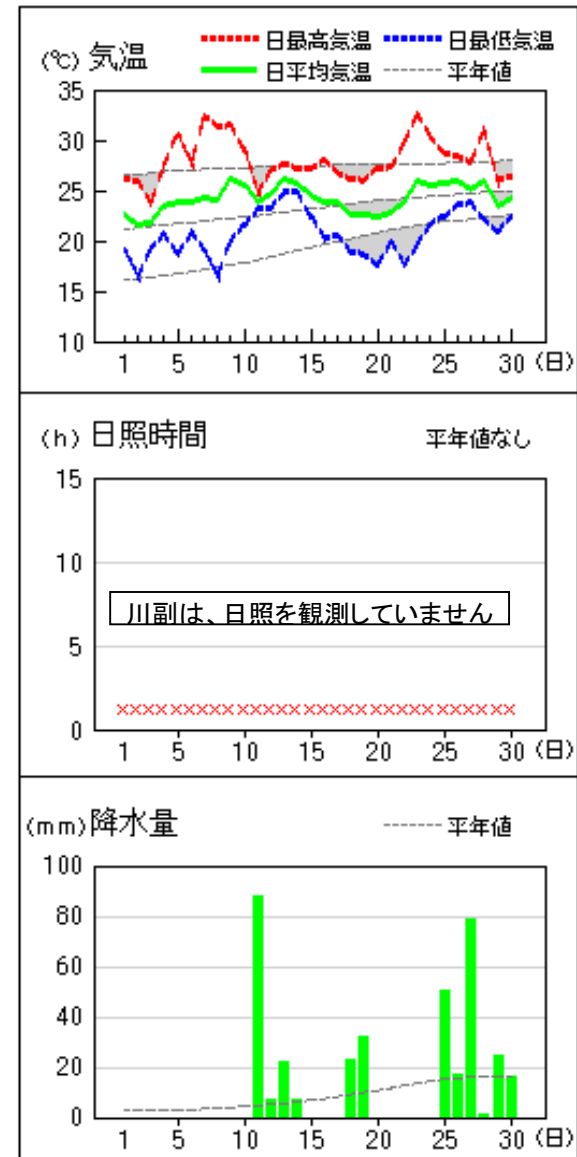 (℃) 気温
日最高気温 日最低気温
日平均気温 平年値
35
30
25
20
15
10
1 5 10 15 20 25 30 (日)
(h) 日照時間 平年値なし
15
10
5
0
川副は、日照を観測していません
××××××××××××××××××××××××××××××
1 5 10 15 20 25 30 (日)
(mm) 降水量 平年値
100
80
60
40
20
0
1 5 10 15 20 25 30 (日)